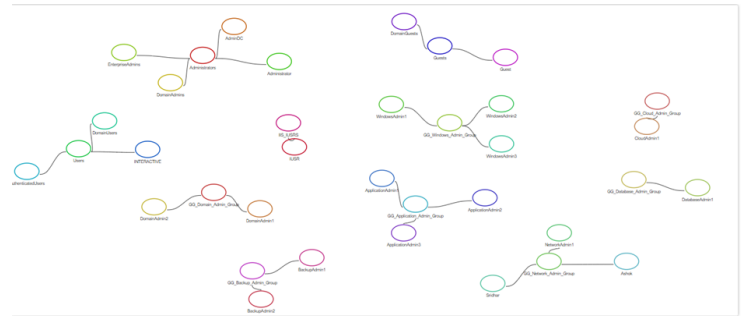 DomainGuests
AdminDC
Guests
Guest
EnterpriseAdmins
Administrators
Administrator
DomainAdmins
WindowsAdmin1
WindowsAdmin2
GG_Cloud_Admin_Group
GG_Windows_Admin_Group
CloudAdmin1
DomainUsers
IIS_IUSRS
WindowsAdmin3
Users
INTERACTIVE
IUSR
ApplicationAdmin1
GG_Database_Admin_Group
DatabaseAdmin1
GG_Domain_Admin_Group
ApplicationAdmin2
DomainAdmin2
DomainAdmin1
GG_Application_Admin_Group
ApplicationAdmin3
NetworkAdmin1
BackupAdmin1
GG_Network_Admin_Group
GG_Backup_Admin_Group
BackupAdmin2